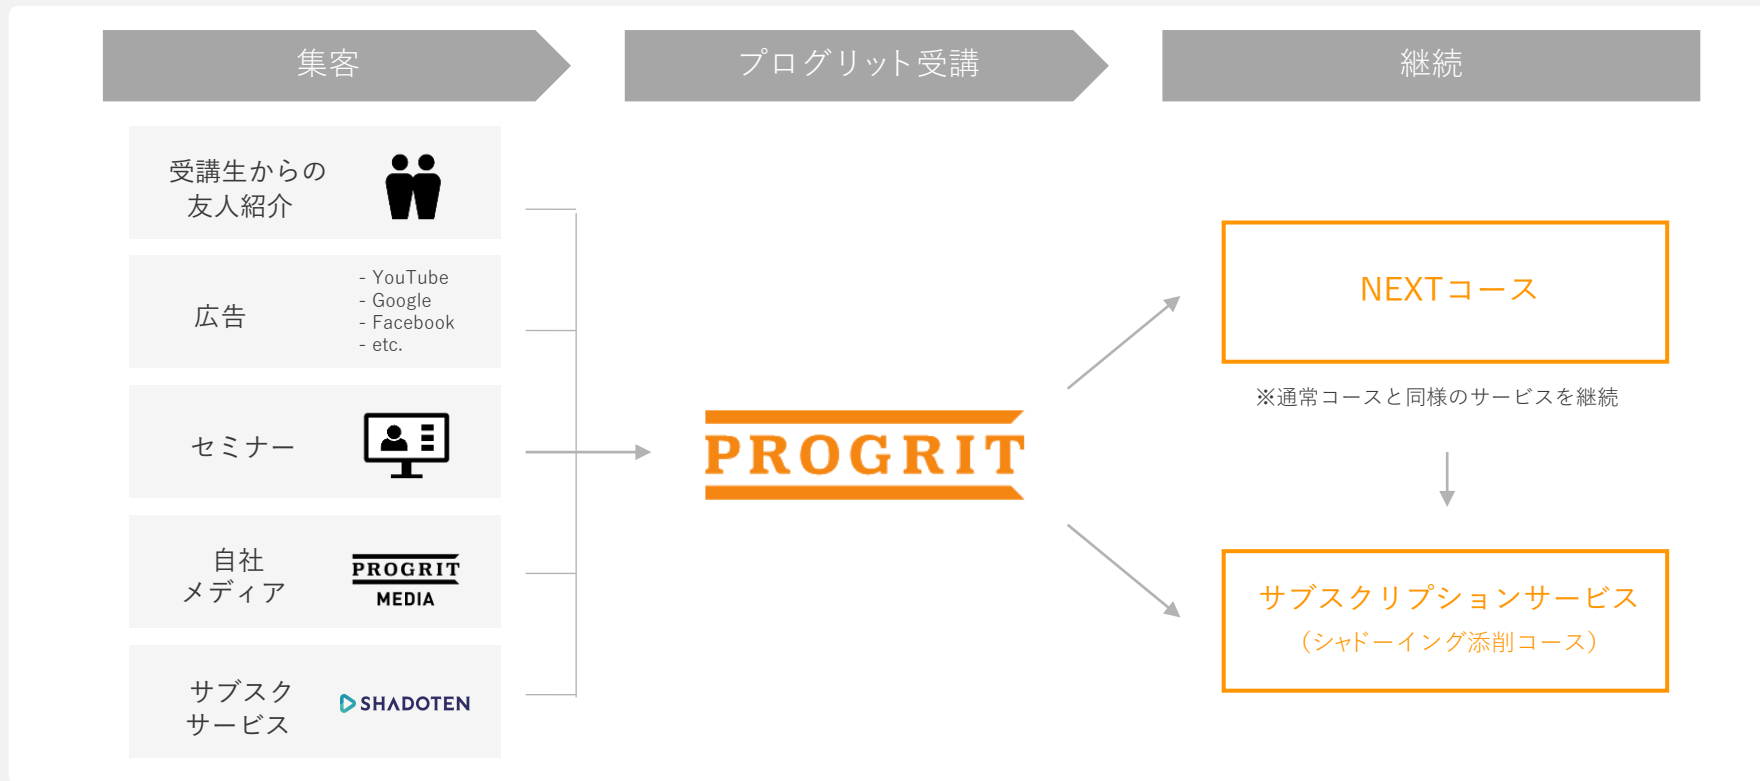 集客
プログリット受講
継続
受講生からの
友人紹介
広告
- YouTube
- Google
- Facebook
- etc.
セミナー
自社
メディア
PROGRIT
MEDIA
サブスク
サービス
SHADOTEN
PROGRIT
NEXTコース
※通常コースと同様のサービスを継続
サブスクリプションサービス
（シャドーイング添削コース）